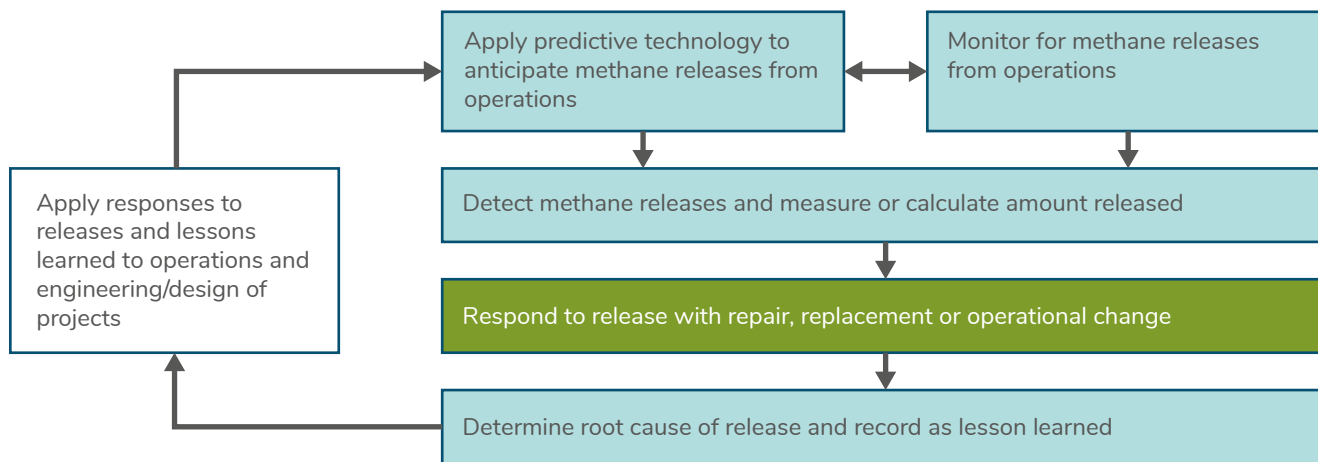 Apply predictive technology to
anticipate methane releases from
operations
Monitor for methane releases
from operations
Apply responses to
releases and lessons
learned to operations and
engineering/design of
projects
Detect methane releases and measure or calculate amount released
Respond to release with repair, replacement or operational change
Determine root cause of release and record as lesson learned